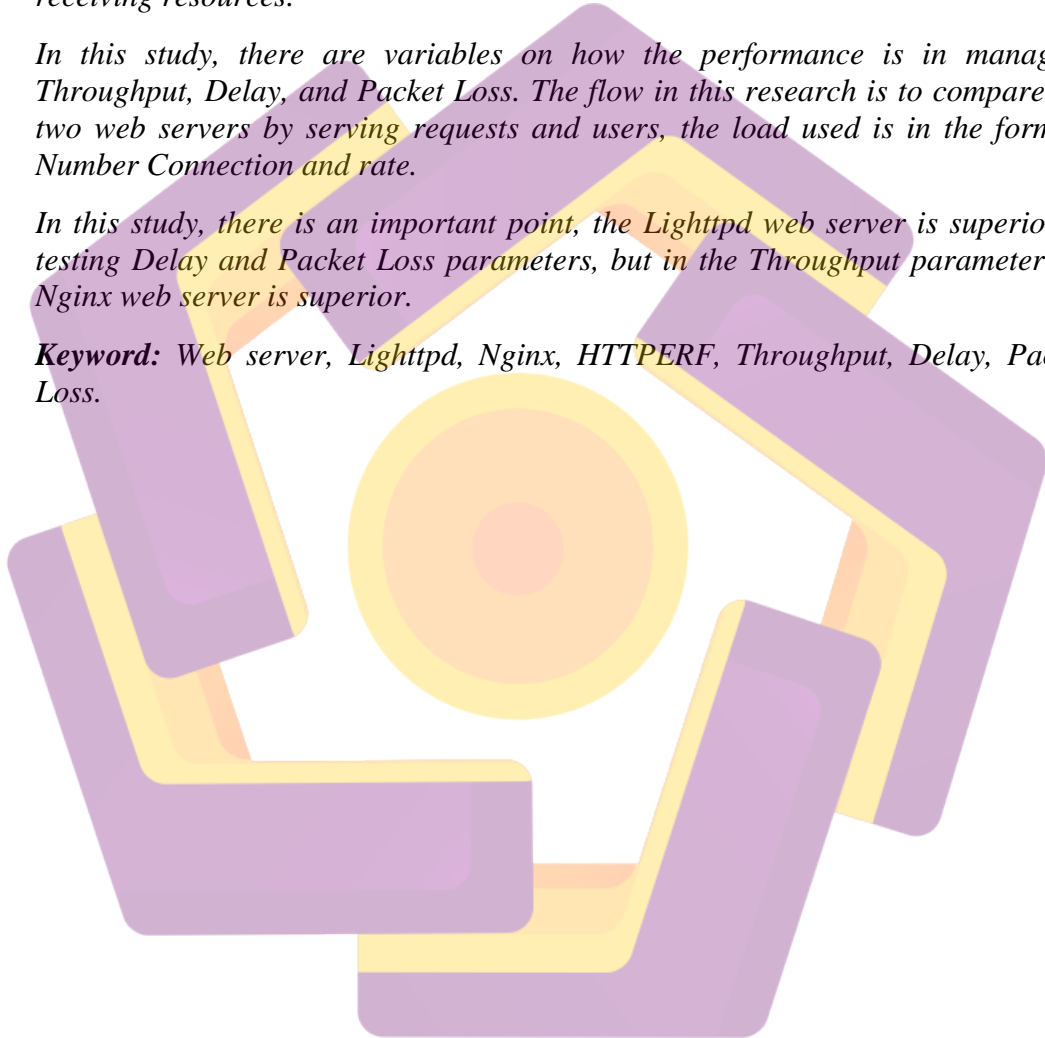 receiving resources.
In this study, there are variables on how the performance is in manag
Throughput, Delay, and Packet Loss. The flow in this research is to compare
two web servers by serving requests and users, the load used is in the form
Number Connection and rate.
In this study, there is an important point, the Lighttpd web server is superio
testing Delay and Packet Loss parameters, but in the Throughput parameter
Nginx web server is superior.
Keyword: Web server, Lighttpd, Nginx, HTTPERF, Throughput, Delay, Pac
Loss.